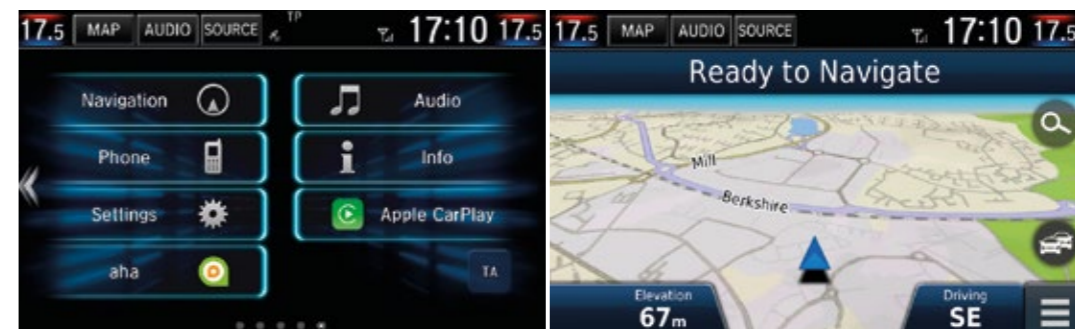 17.5 MAP AUDIO SOURCE TP 17:10 17.5
Navigation
Audio
Phone
Info
Settings
Apple CarPlay
aha
TA
17.5 MAP AUDIO SOURCE 17:10 17.5
Ready to Navigate
Mill
Berkshire
Elevation
67m
Driving
SE